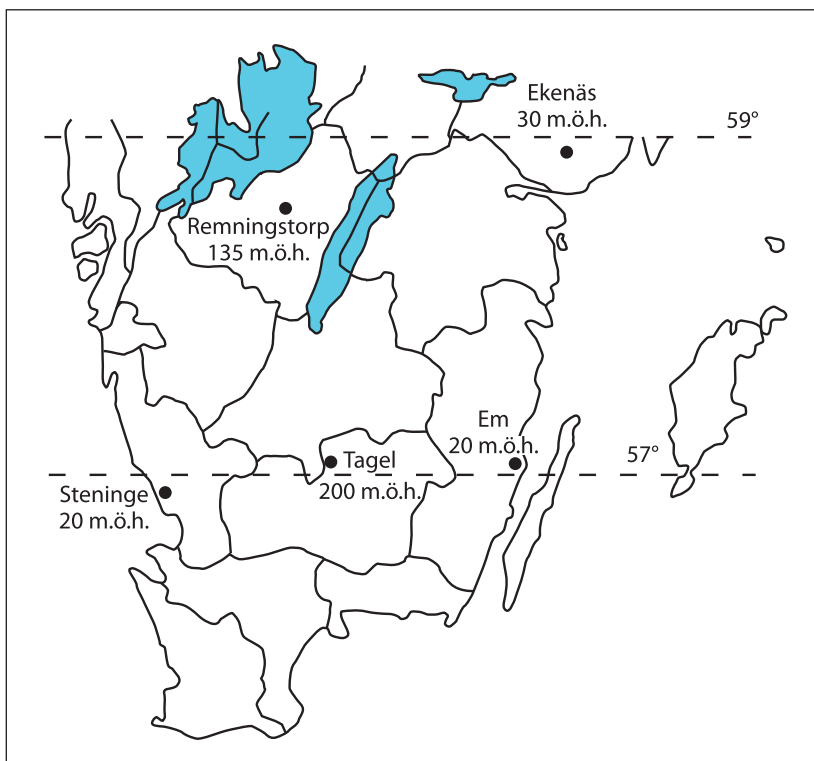 Ekenäs
30 m.ö.h.
59°
Remningstorp
135 m.ö.h.
Em
20 m.ö.h.
57°
Tagel
200 m.ö.h.
Steninge
20 m.ö.h.